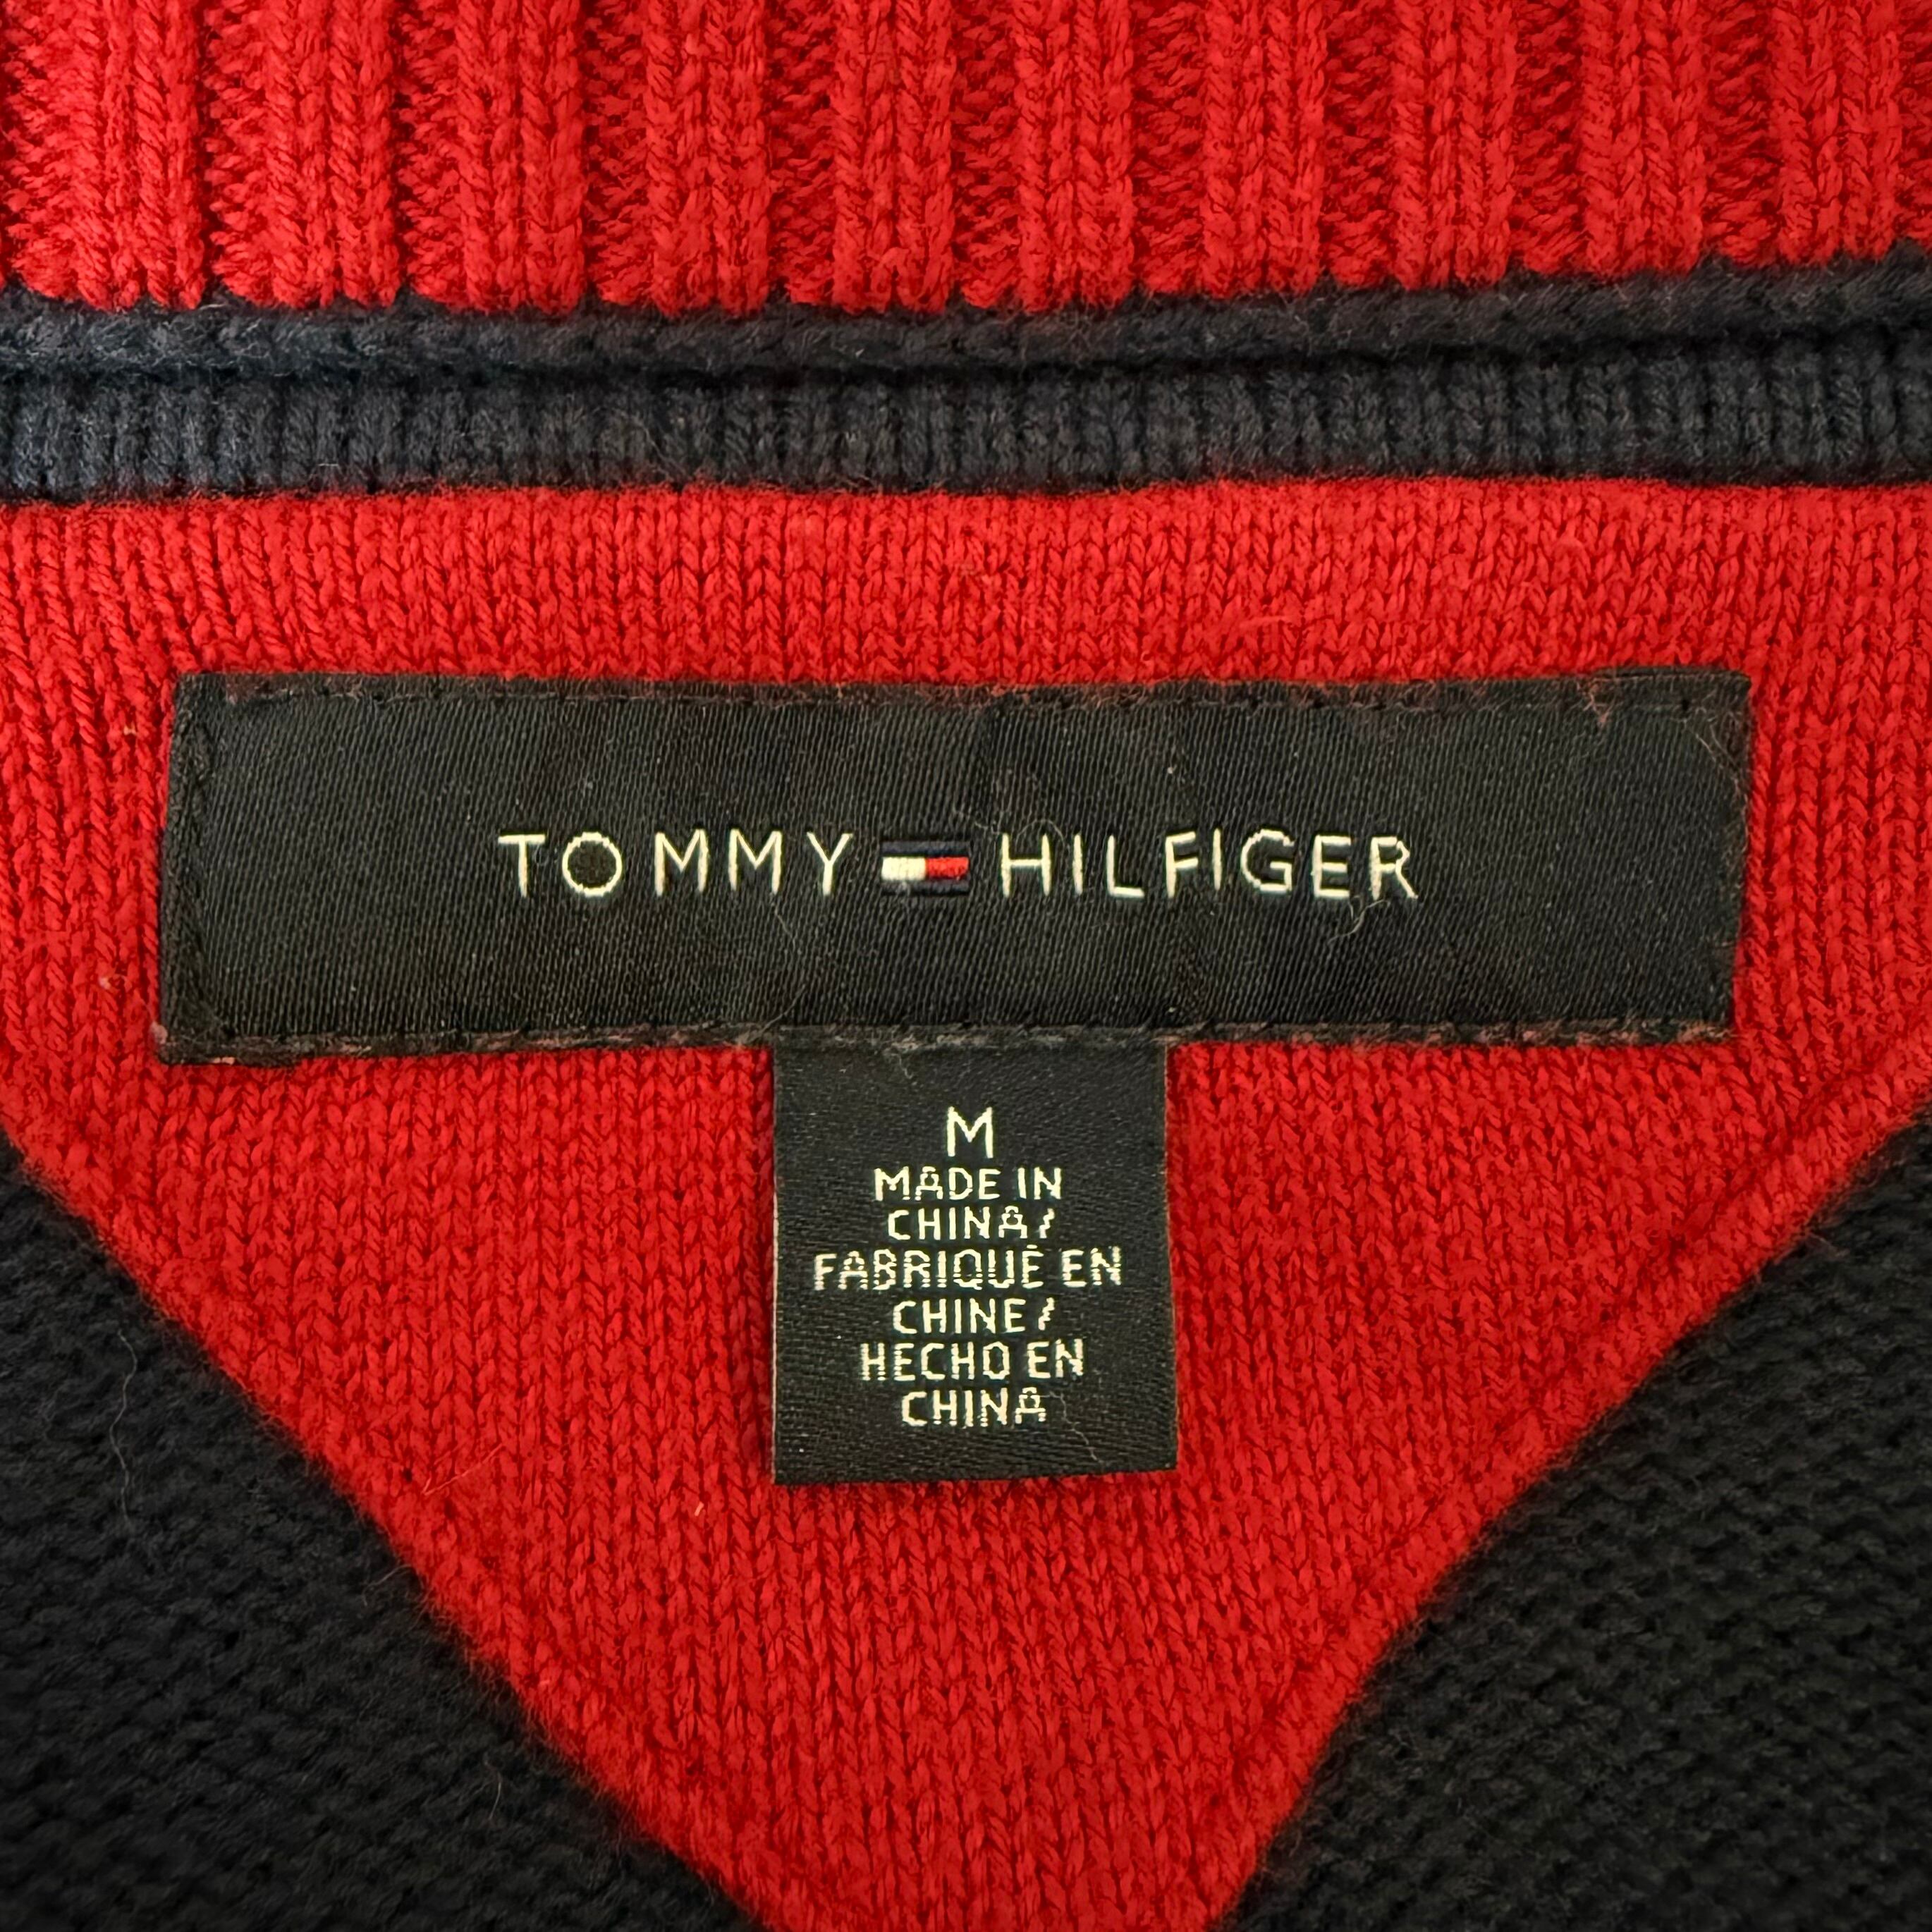 TOMMY HILFIGER
M
MADE IN
CHINA/
FABRIQUÉ EN
CHINE/
HECHO EN
CHINA